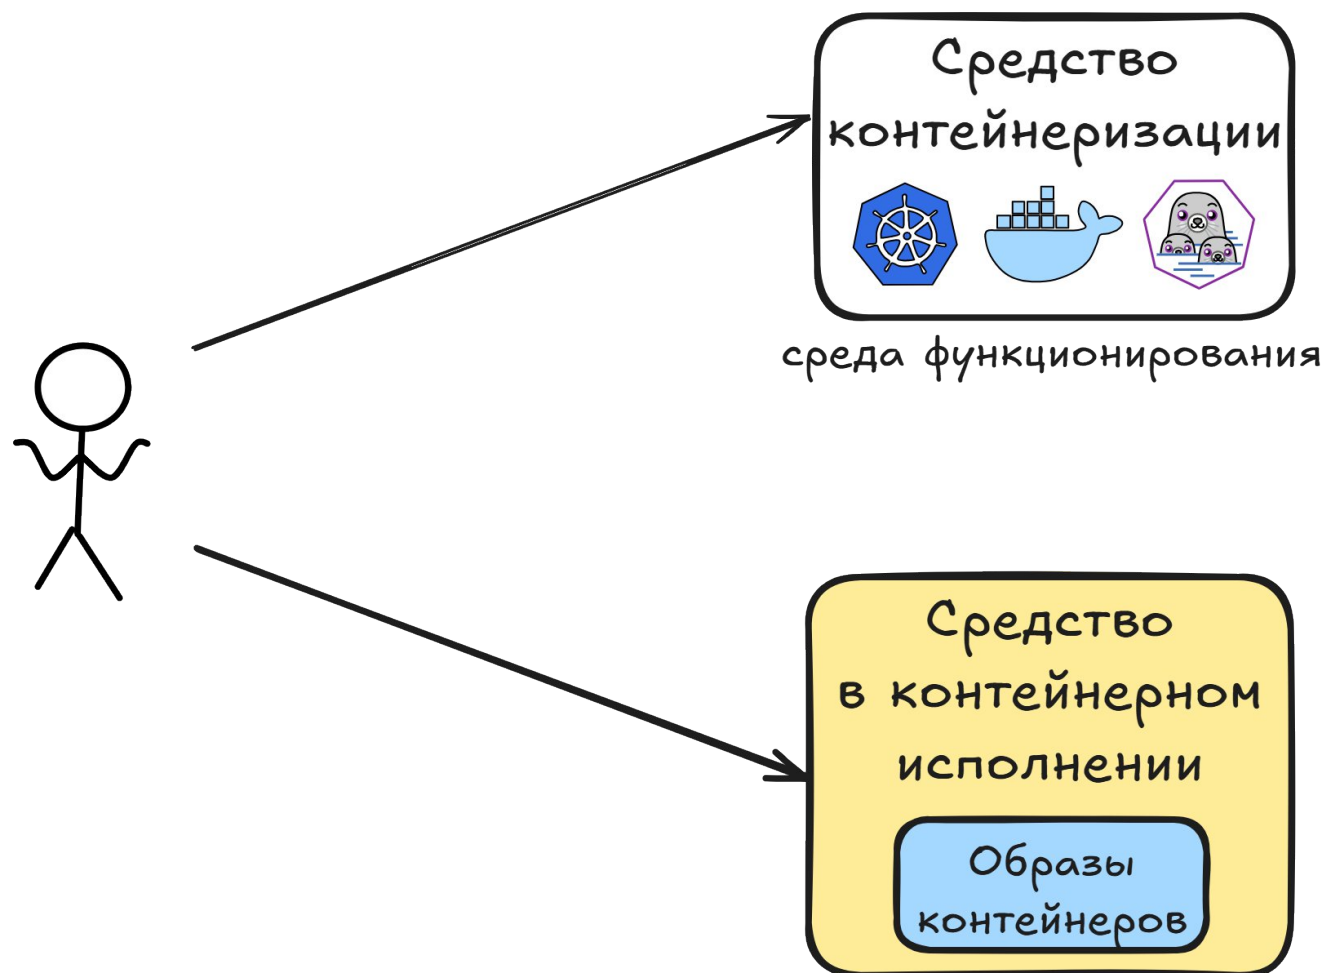 Средство
контейнеризации
среда функционирования
Средство
в контейнерном
исполнении
Образы
контейнеров